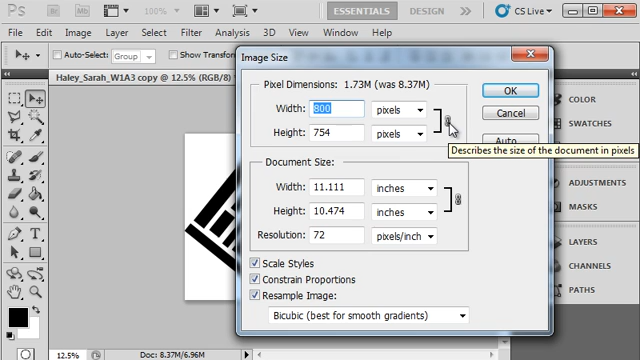 Br
Mb
100%
ESSENTIALS
DESIGN
CS Live
File
Edit
Image
Layer
Select
Filter
Analysis
3D
View
Window
Help
Auto-Select:
Group
Show Transform
Haley_Sarah_W1A3 copy @ 12.5% (RGB/8)
Image Size
Pixel Dimensions: 1.73M (was 8.37M)
Width: 800 pixels
Height: 754 pixels
OK
Cancel
Auto...
Describes the size of the document in pixels
Document Size:
Width: 11.111 inches
Height: 10.474 inches
Resolution: 72 pixels/inch
Scale Styles
Constrain Proportions
Resample Image:
Bicubic (best for smooth gradients)
COLOR
SWATCHES
ADJUSTMENTS
MASKS
LAYERS
CHANNELS
PATHS
12.5%
Doc: 8.37M/6.96M